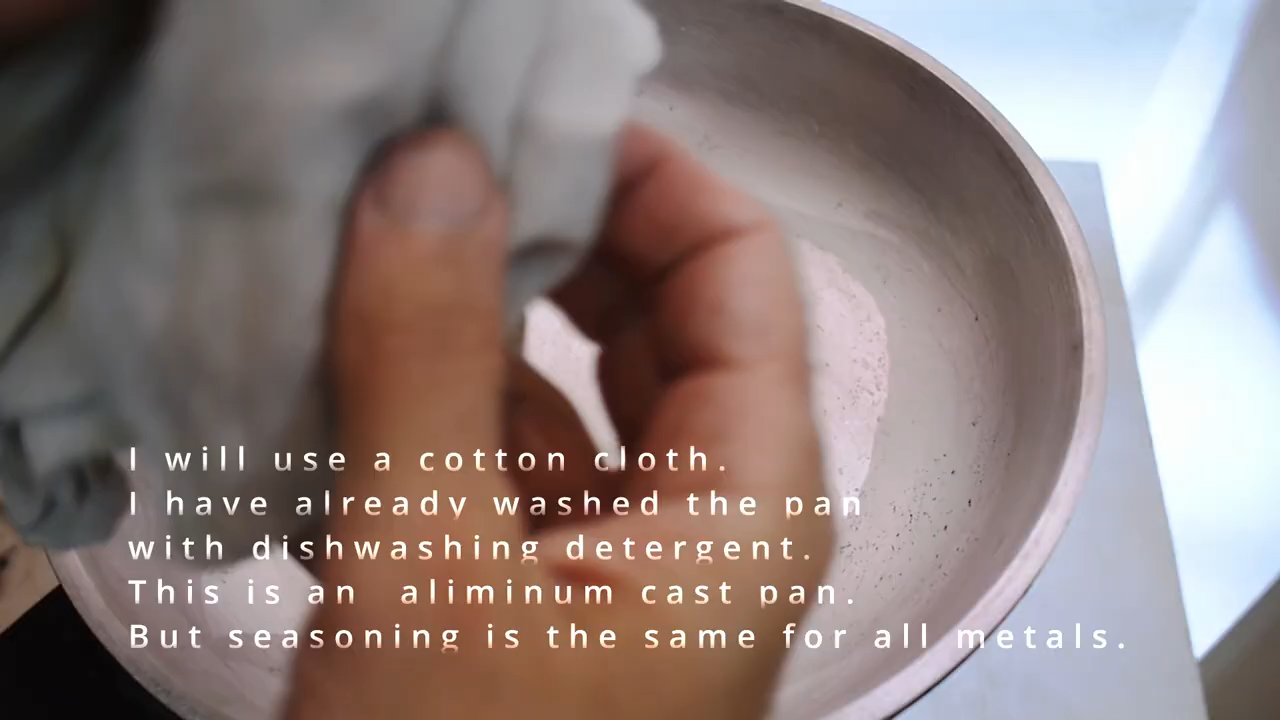 I will use a cotton cloth.
I have already washed the pan
with dishwashing detergent.
This is an aliminum cast pan.
But seasoning is the same for all metals.